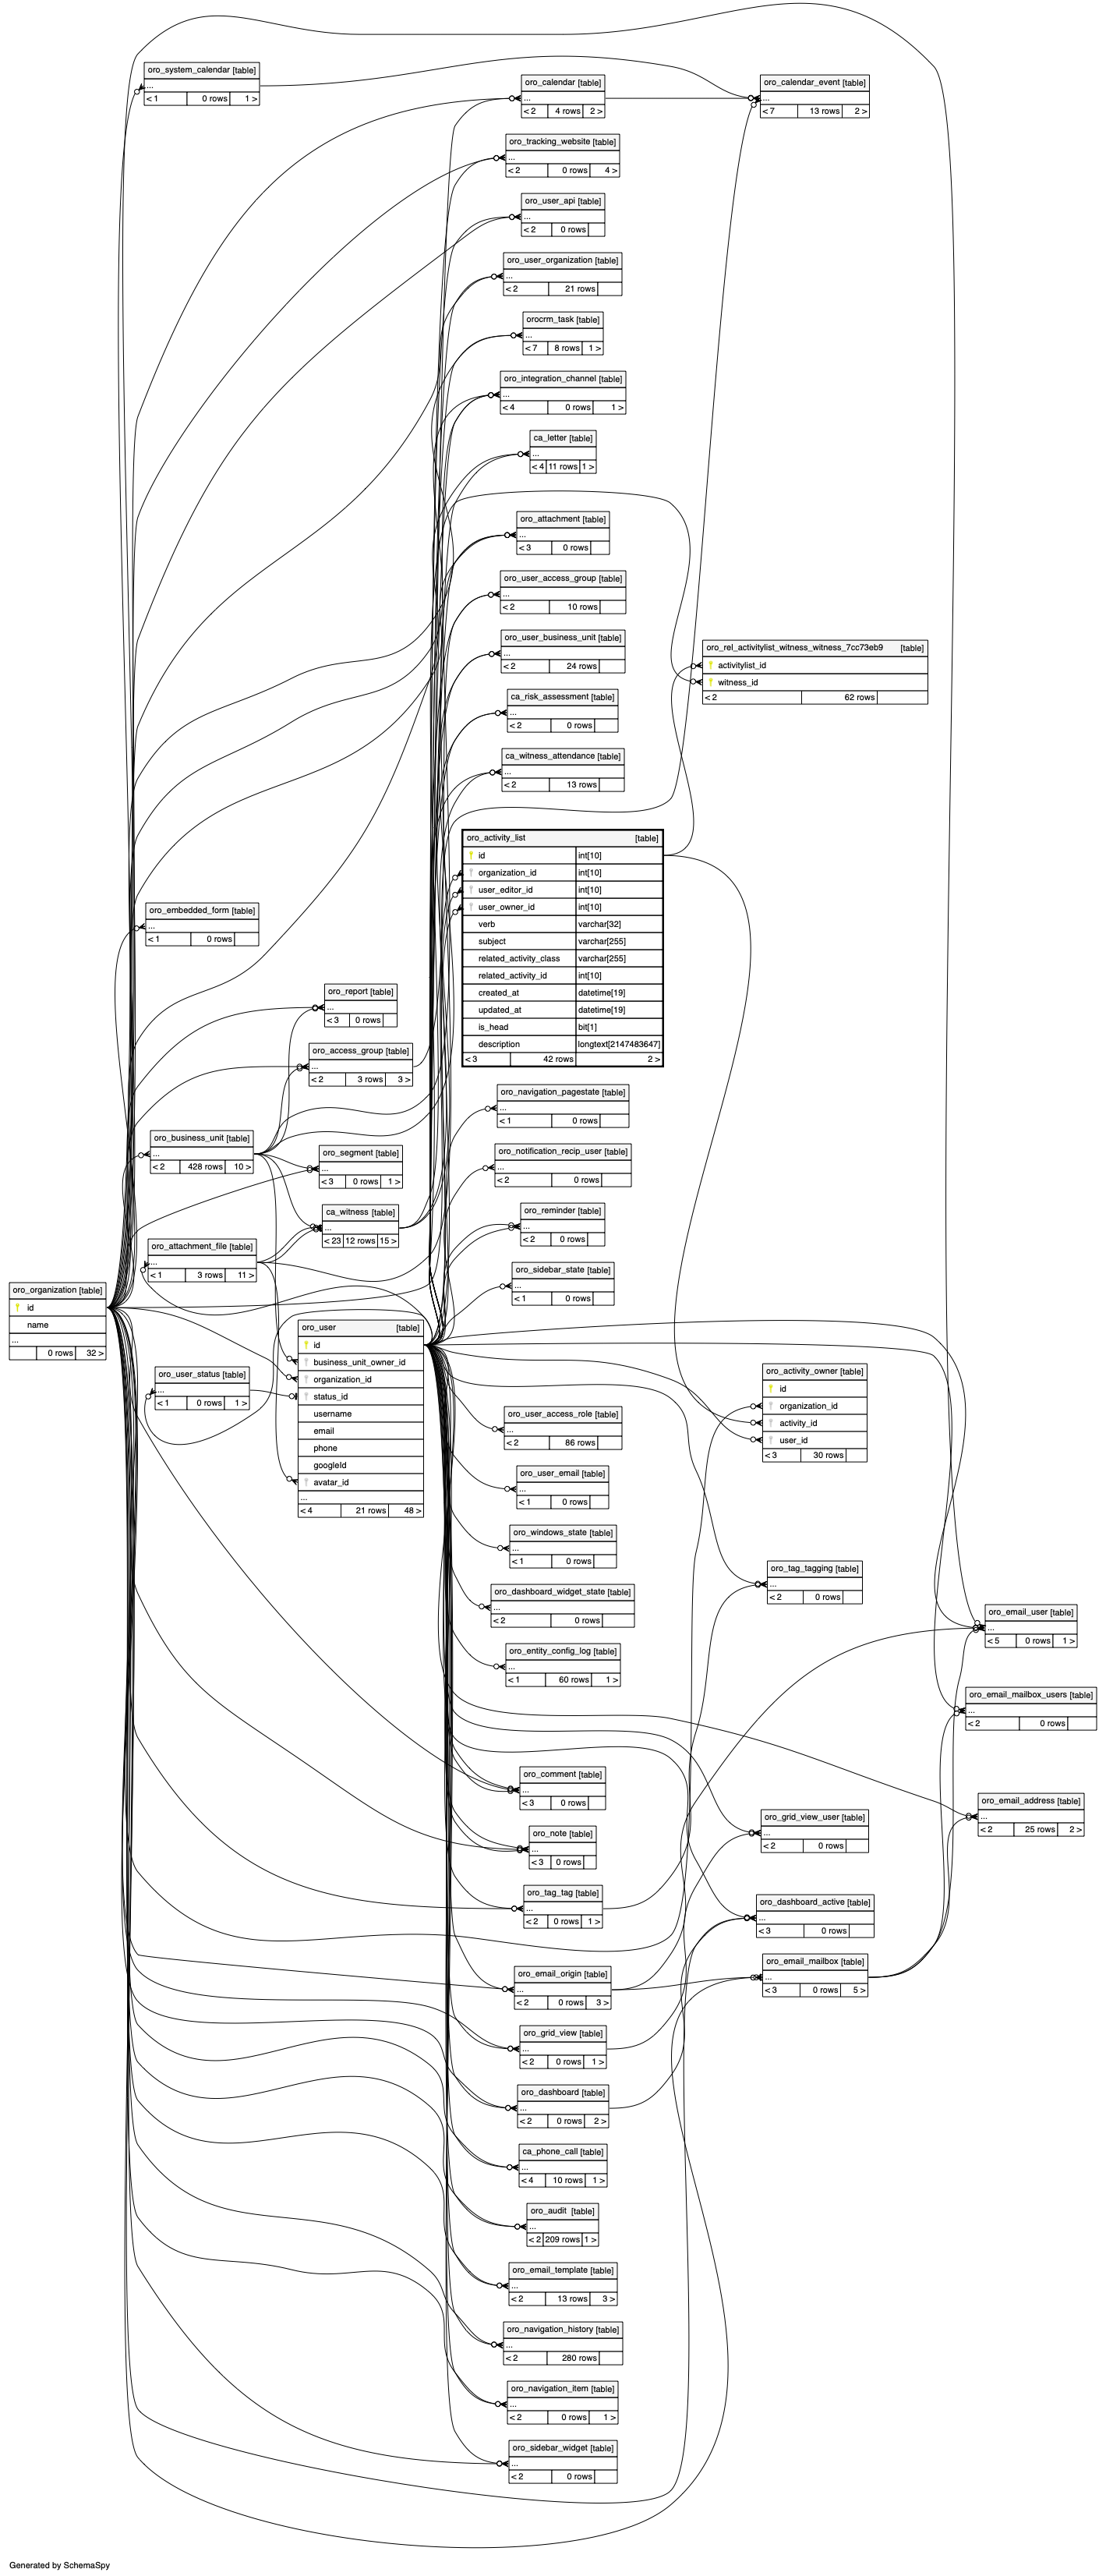 oro_system_calendar [table]
...
< 1 0 rows 1 >
oro_calendar [table]
...
< 2 4 rows 2 >
oro_calendar_event [table]
...
< 7 13 rows 2 >
oro_tracking_website [table]
...
< 2 0 rows 4 >
oro_user_api [table]
...
< 2 0 rows
oro_user_organization [table]
...
< 2 21 rows
orocrm_task [table]
...
< 7 8 rows 1 >
oro_integration_channel [table]
...
< 4 0 rows 1 >
ca_letter [table]
...
< 4 11 rows 1 >
oro_attachment [table]
...
< 3 0 rows
oro_user_access_group [table]
...
< 2 10 rows
oro_user_business_unit [table]
...
< 2 24 rows
oro_rel_activitylist_witness_witness_7cc73eb9 [table]
activitylist_id
witness_id
< 2 62 rows
ca_risk_assessment [table]
...
< 2 0 rows
ca_witness_attendance [table]
...
< 2 13 rows
oro_activity_list [table]
id int[10]
organization_id int[10]
user_editor_id int[10]
user_owner_id int[10]
verb varchar[32]
subject varchar[255]
related_activity_class varchar[255]
related_activity_id int[10]
created_at datetime[19]
updated_at datetime[19]
is_head bit[1]
description longtext[2147483647]
< 3 42 rows 2 >
oro_embedded_form [table]
...
< 1 0 rows
oro_report [table]
...
< 3 0 rows
oro_access_group [table]
...
< 2 3 rows 3 >
oro_navigation_pagestate [table]
...
< 1 0 rows
oro_business_unit [table]
...
< 2 428 rows 10 >
oro_segment [table]
...
< 3 0 rows 1 >
oro_notification_recip_user [table]
...
< 2 0 rows
ca_witness [table]
...
< 23 12 rows 15 >
oro_reminder [table]
...
< 2 0 rows
oro_attachment_file [table]
...
< 1 3 rows 11 >
oro_sidebar_state [table]
...
< 1 0 rows
oro_organization [table]
id
name
...
0 rows 32 >
oro_user [table]
id
business_unit_owner_id
organization_id
status_id
username
email
phone
googleId
avatar_id
...
< 4 21 rows 48 >
oro_user_status [table]
...
< 1 0 rows 1 >
oro_activity_owner [table]
id
organization_id
activity_id
user_id
< 3 30 rows
oro_user_access_role [table]
...
< 2 86 rows
oro_user_email [table]
...
< 1 0 rows
oro_windows_state [table]
...
< 1 0 rows
oro_tag_tagging [table]
...
< 2 0 rows
oro_dashboard_widget_state [table]
...
< 2 0 rows
oro_email_user [table]
...
< 5 0 rows 1 >
oro_entity_config_log [table]
...
< 1 60 rows 1 >
oro_email_mailbox_users [table]
...
< 2 0 rows
oro_comment [table]
...
< 3 0 rows
oro_email_address [table]
...
< 2 25 rows 2 >
oro_grid_view_user [table]
...
< 2 0 rows
oro_note [table]
...
< 3 0 rows
oro_tag_tag [table]
...
< 2 0 rows 1 >
oro_dashboard_active [table]
...
< 3 0 rows
oro_email_mailbox [table]
...
< 3 0 rows 5 >
oro_email_origin [table]
...
< 2 0 rows 3 >
oro_grid_view [table]
...
< 2 0 rows 1 >
oro_dashboard [table]
...
< 2 0 rows 2 >
ca_phone_call [table]
...
< 4 10 rows 1 >
oro_audit [table]
...
< 2 209 rows 1 >
oro_email_template [table]
...
< 2 13 rows 3 >
oro_navigation_history [table]
...
< 2 280 rows
oro_navigation_item [table]
...
< 2 0 rows 1 >
oro_sidebar_widget [table]
...
< 2 0 rows
Generated by SchemaSpy